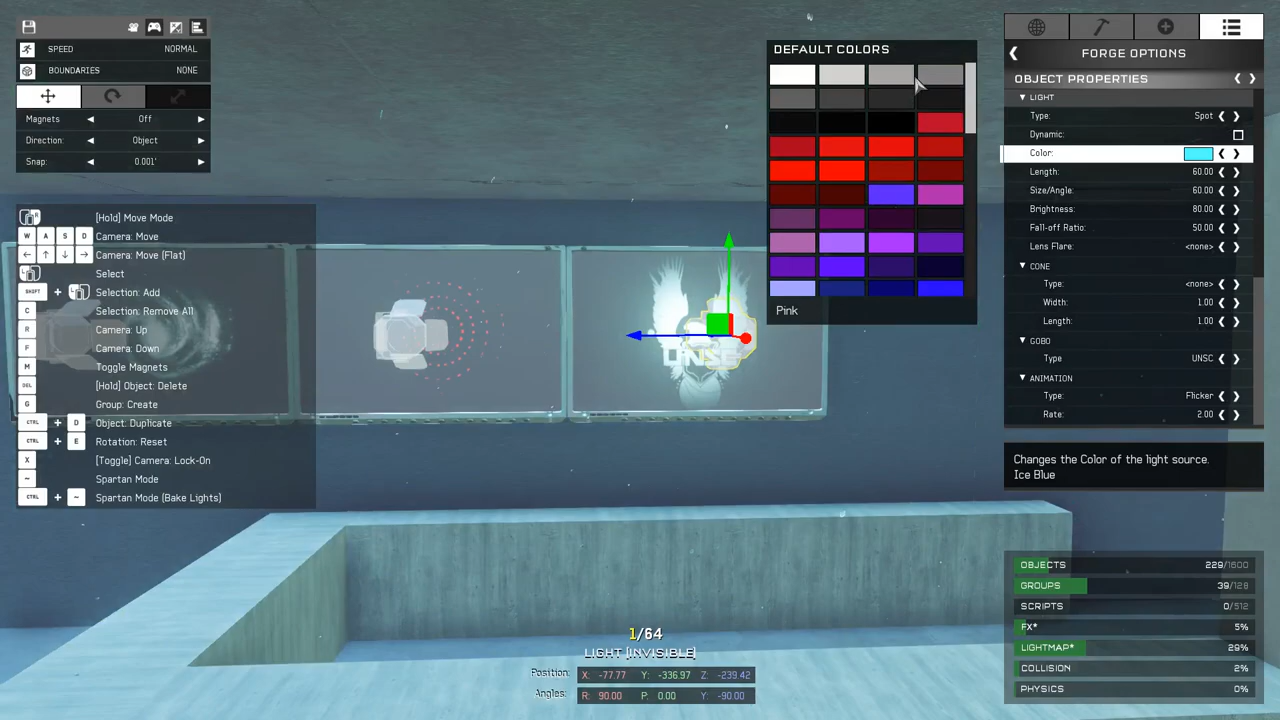 SPEED NORMAL
BOUNDARIES NONE
Magnets Off
Direction: Object
Snap: 0.001'
[Hold] Move Mode
W A S D Camera: Move
Camera: Move (Flat)
Select
SHIFT + Selection: Add
C Selection: Remove All
R Camera: Up
F Camera: Down
M Toggle Magnets
DEL [Hold] Object: Delete
G Group: Create
CTRL + D Object: Duplicate
CTRL + E Rotation: Reset
X [Toggle] Camera: Lock-On
~ Spartan Mode
CTRL + ~ Spartan Mode (Bake Lights)
UNSC
DEFAULT COLORS
Pink
FORGE OPTIONS
OBJECT PROPERTIES
LIGHT
Type: Spot
Dynamic:
Color:
Length: 60.00
Size/Angle: 60.00
Brightness: 80.00
Fall-off Ratio: 50.00
Lens Flare: <none>
CONE
Type: <none>
Width: 1.00
Length: 1.00
GOBO
Type UNSC
ANIMATION
Type: Flicker
Rate: 2.00
Changes the Color of the light source.
Ice Blue
OBJECTS 229/1600
GROUPS 39/128
SCRIPTS 0/512
FX* 5%
LIGHTMAP* 28%
COLLISION 2%
PHYSICS 0%
1/64
LIGHT [INVISIBLE]
Position: X: -77.77 Y: -336.97 Z: -239.42
Angles: R: 90.00 P: 0.00 Y: -90.00